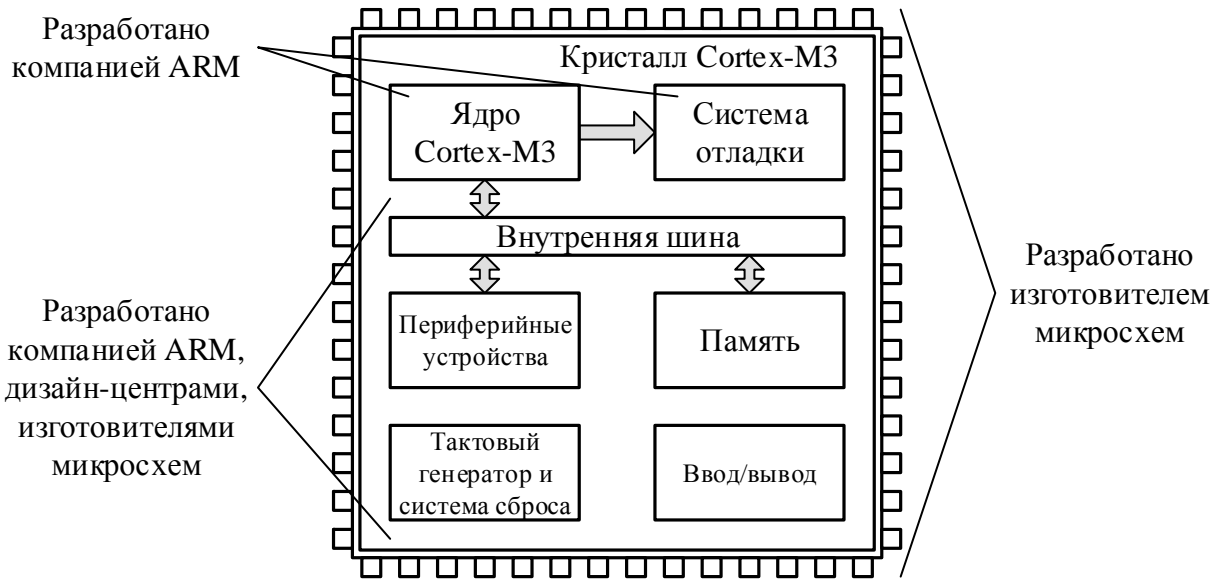 Разработано
компанией ARM
Кристалл Cortex-M3
Ядро
Cortex-M3
Система
отладки
Внутренняя шина
Разработано
компанией ARM,
дизайн-центрами,
изготовителями
микросхем
Периферийные
устройства
Память
Тактовый
генератор и
система сброса
Ввод/вывод
Разработано
изготовителем
микросхем